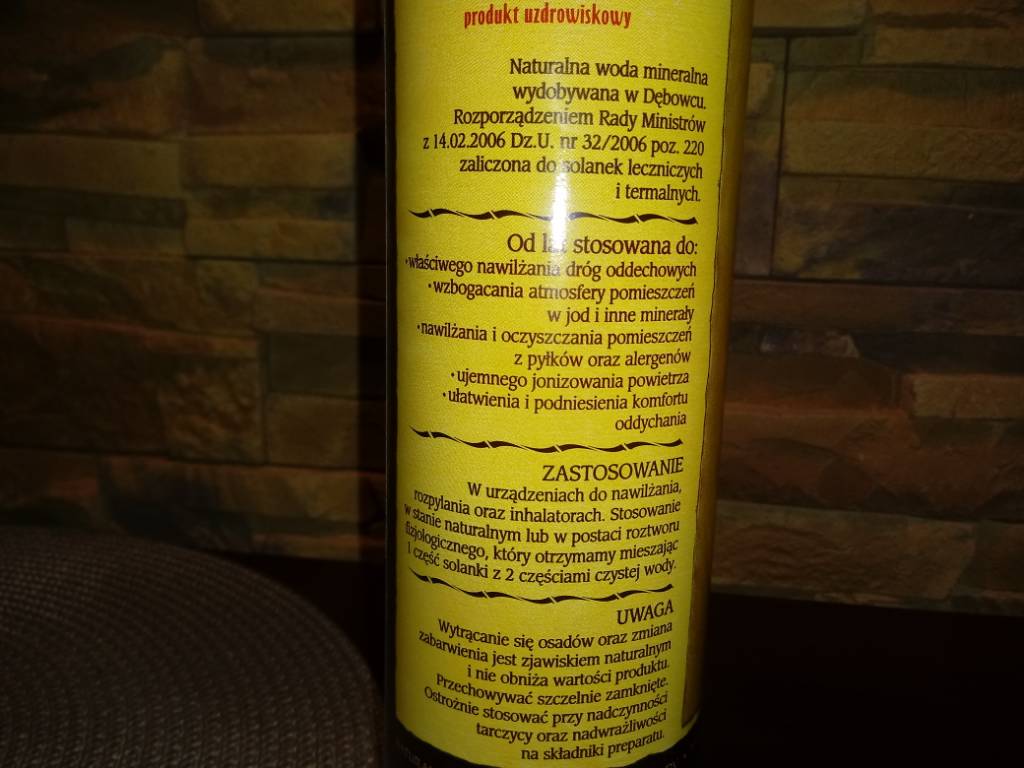 produkt uzdrowiskowy
Naturalna woda mineralna
wydobywana w Dębowcu.
Rozporządzeniem Rady Ministrów
z 14.02.2006 Dz.U. nr 32/2006 poz. 220
zaliczona do solanek leczniczych
i termalnych.
Od lat stosowana do:
•właściwego nawilżania dróg oddechowych
•wzbogacania atmosfery pomieszczeń
w jod i inne minerały
•nawilżania i oczyszczania pomieszczeń
z pyłków oraz alergenów
•ujemnego jonizowania powietrza
•ułatwienia i podniesienia komfortu
oddychania
ZASTOSOWANIE
W urządzeniach do nawilżania,
rozpylania oraz inhalatorach. Stosowanie
w stanie naturalnym lub w postaci roztworu
fizjologicznego, który otrzymamy mieszając
1 część solanki z 2 częściami czystej wody.
UWAGA
Wytrącanie się osadów oraz zmiana
zabarwienia jest zjawiskiem naturalnym
i nie obniża wartości produktu.
Przechowywać szczelnie zamknięte.
Ostrożnie stosować przy nadczynności
tarczycy oraz nadwrażliwości
na składniki preparatu.